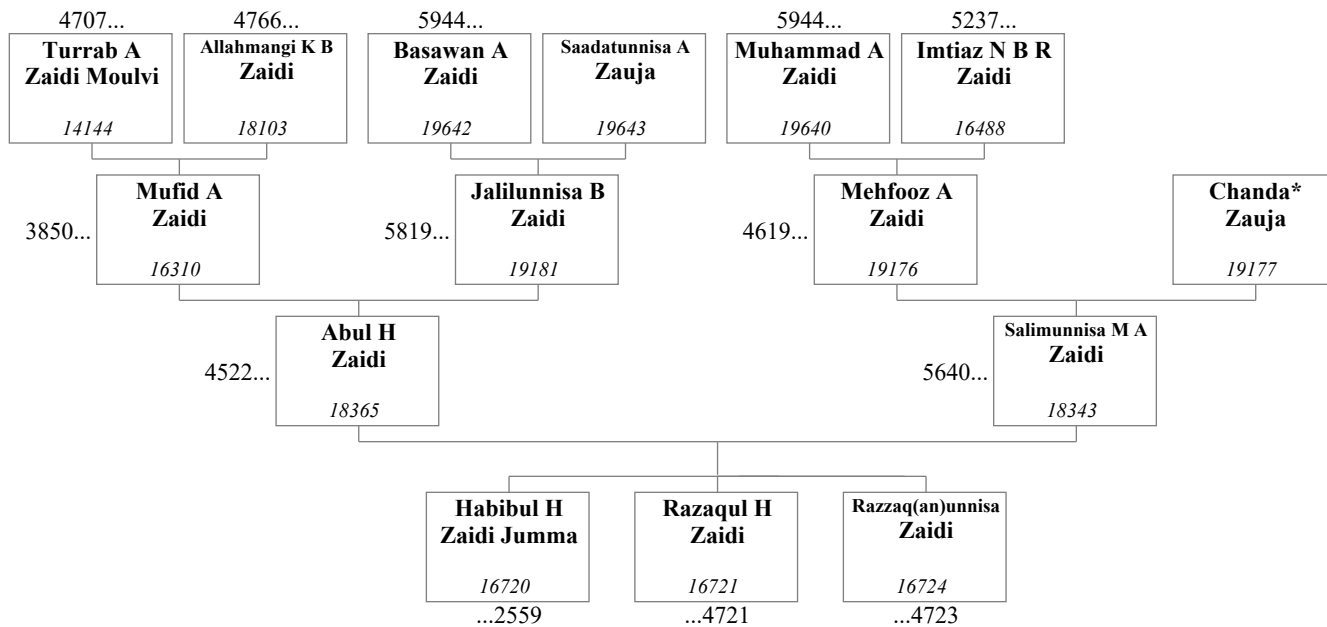 4707... 4766... 5944... 5944... 5237...
Turrab A Allahmangi K B Basawan A Saadatunnisa A Muhammad A Imtiaz N B R
Zaidi Moulvi Zaidi Zaidi Zauja Zaidi Zaidi
14144 18103 19642 19643 19640 16488
Mufid A Jalilunnisa B Mehfooz A Chanda*
Zaidi Zaidi Zaidi Zauja
3850... 5819... 4619...
16310 19181 19176 19177
Abul H Salimunnisa M A
Zaidi Zaidi
4522... 5640...
18365 18343
Habibul H Razaqul H Razzaq(an)unnisa
Zaidi Jumma Zaidi Zaidi
16720 16721 16724
...2559 ...4721 ...4723